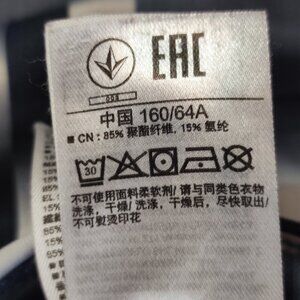 EAC
中国 160/64A
CN : 85% 聚酯纤维, 15% 氨纶
30
不可使用面料柔软剂/ 请与同类色衣物
洗涤, 干燥/ 洗涤, 干燥后, 尽快取出/
不可熨烫印花